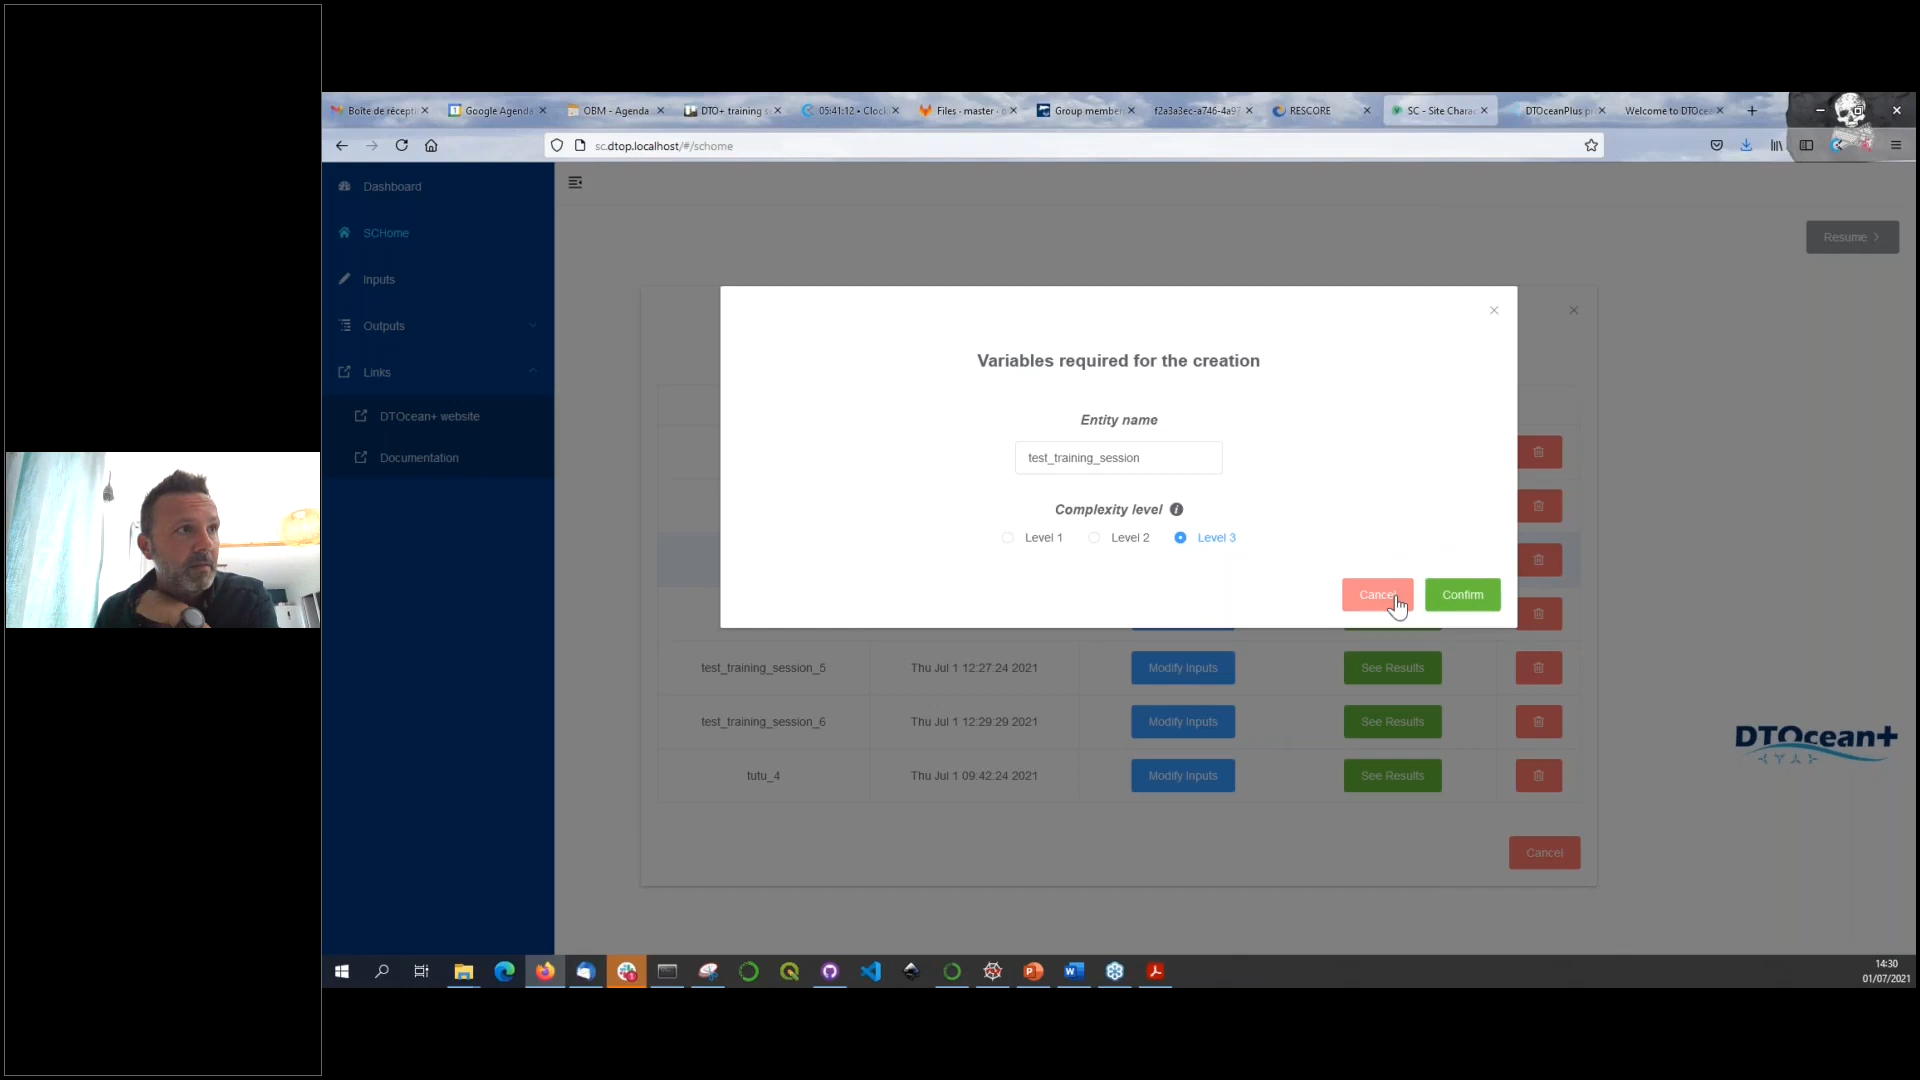 Boîte de récepti
Google Agenda
OBM - Agenda
DTO+ training s
05:41:12 • Clock
Files · master · o
Group member
f2a3a3ec-a746-4a97
RESCORE
SC - Site Charac
DTOceanPlus pr
Welcome to DTOcea
sc.dtop.localhost/#/schome
Dashboard
SCHome
Inputs
Outputs
Links
DTOcean+ website
Documentation
Resume
Variables required for the creation
Entity name
test_training_session
Complexity level
Level 1
Level 2
Level 3
Cancel
Confirm
test_training_session_5
Thu Jul 1 12:27:24 2021
Modify Inputs
See Results
test_training_session_6
Thu Jul 1 12:29:29 2021
Modify Inputs
See Results
tutu_4
Thu Jul 1 09:42:24 2021
Modify Inputs
See Results
Cancel
DTOcean+
14:30
01/07/2021